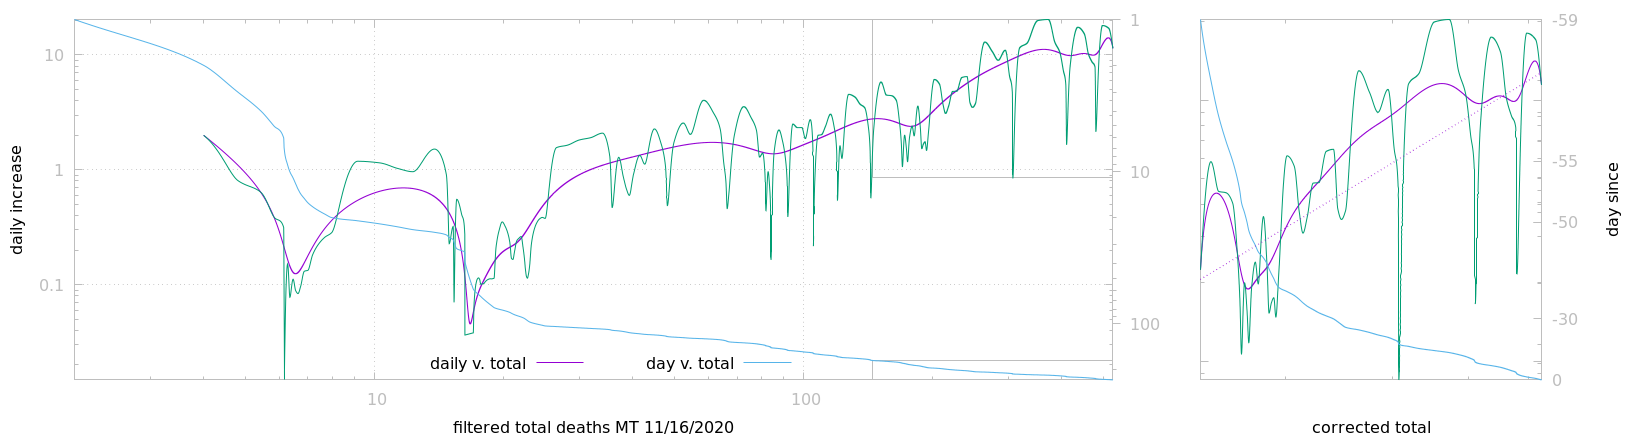 10
1
0.1
daily increase
daily v. total
day v. total
10
100
filtered total deaths MT 11/16/2020
1
10
100
-59
-55
-50
-30
0
day since
corrected total